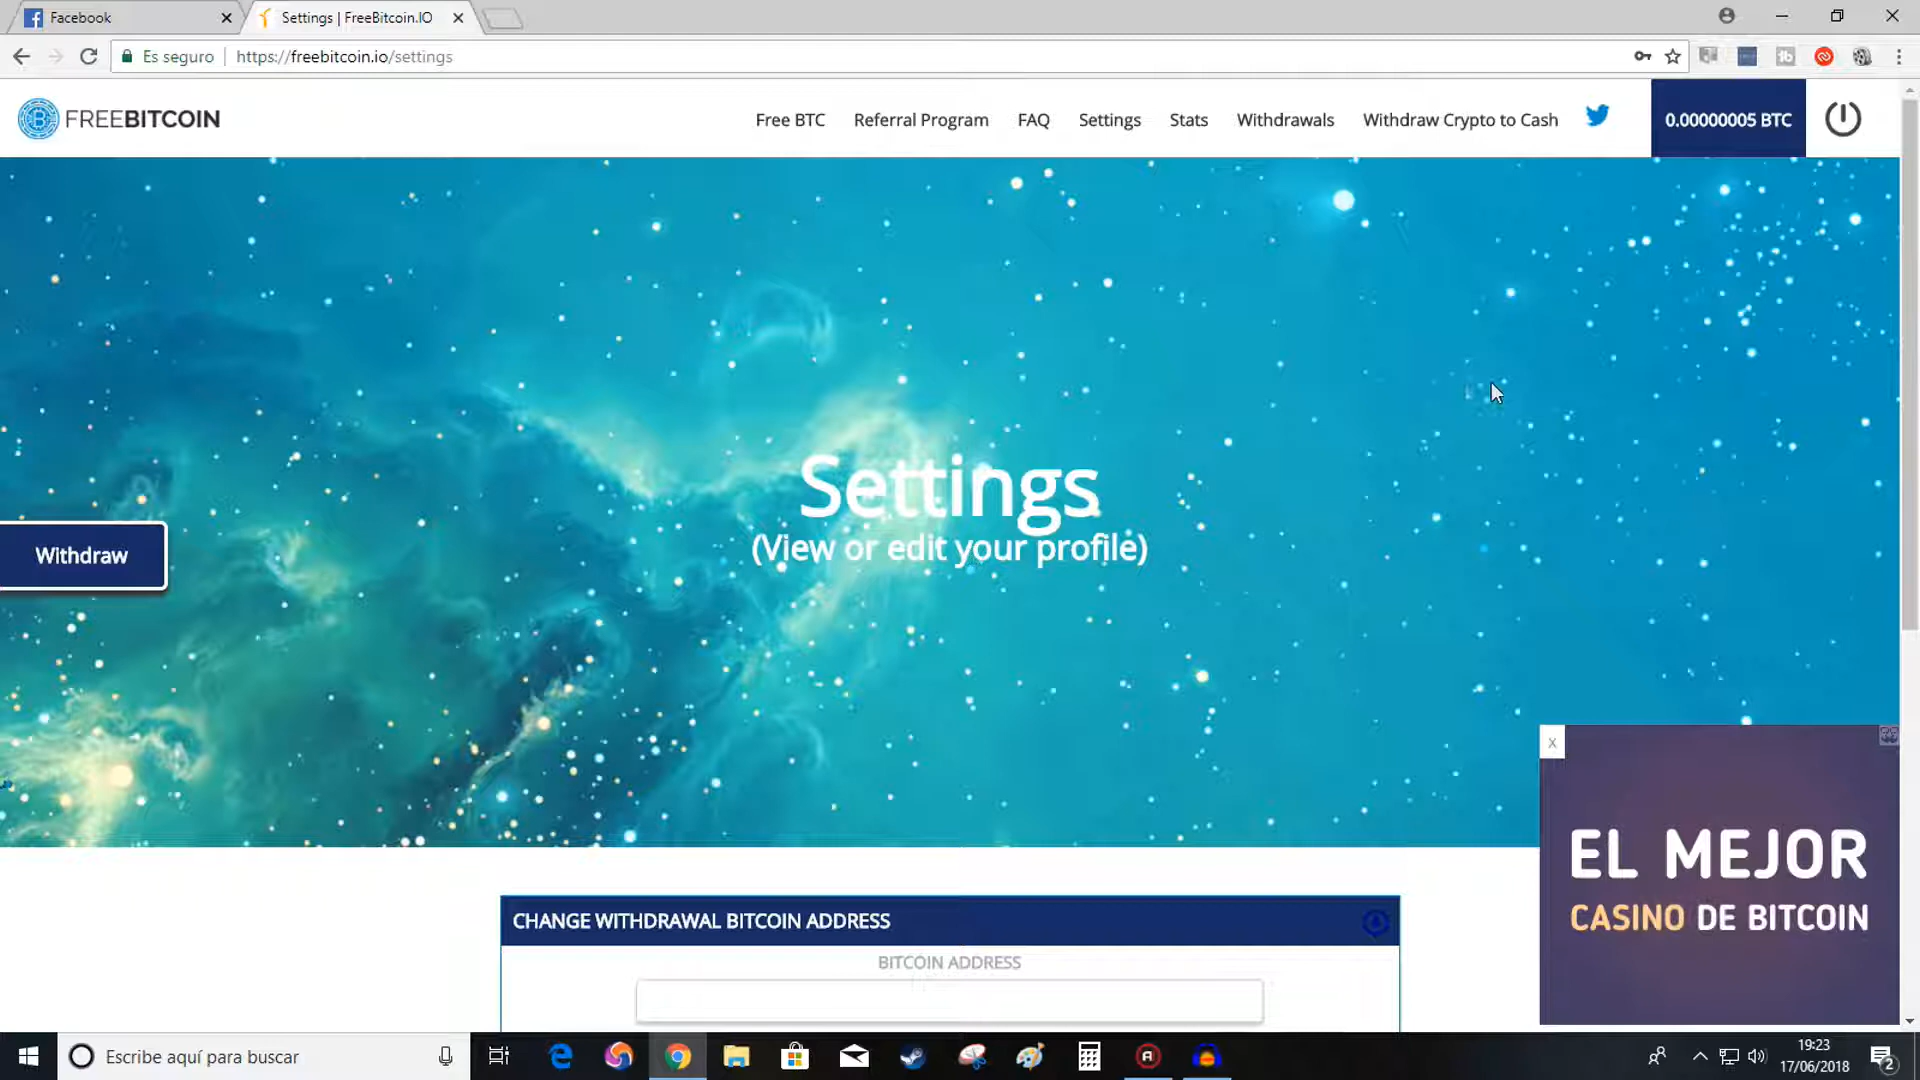 Facebook
Settings | FreeBitcoin.IO
Es seguro
https://freebitcoin.io/settings
FREEBITCOIN
Free BTC
Referral Program
FAQ
Settings
Stats
Withdrawals
Withdraw Crypto to Cash
0.00000005 BTC
Settings
(View or edit your profile)
Withdraw
x
EL MEJOR
CASINO DE BITCOIN
CHANGE WITHDRAWAL BITCOIN ADDRESS
BITCOIN ADDRESS
Escribe aquí para buscar
19:23
17/06/2018
2